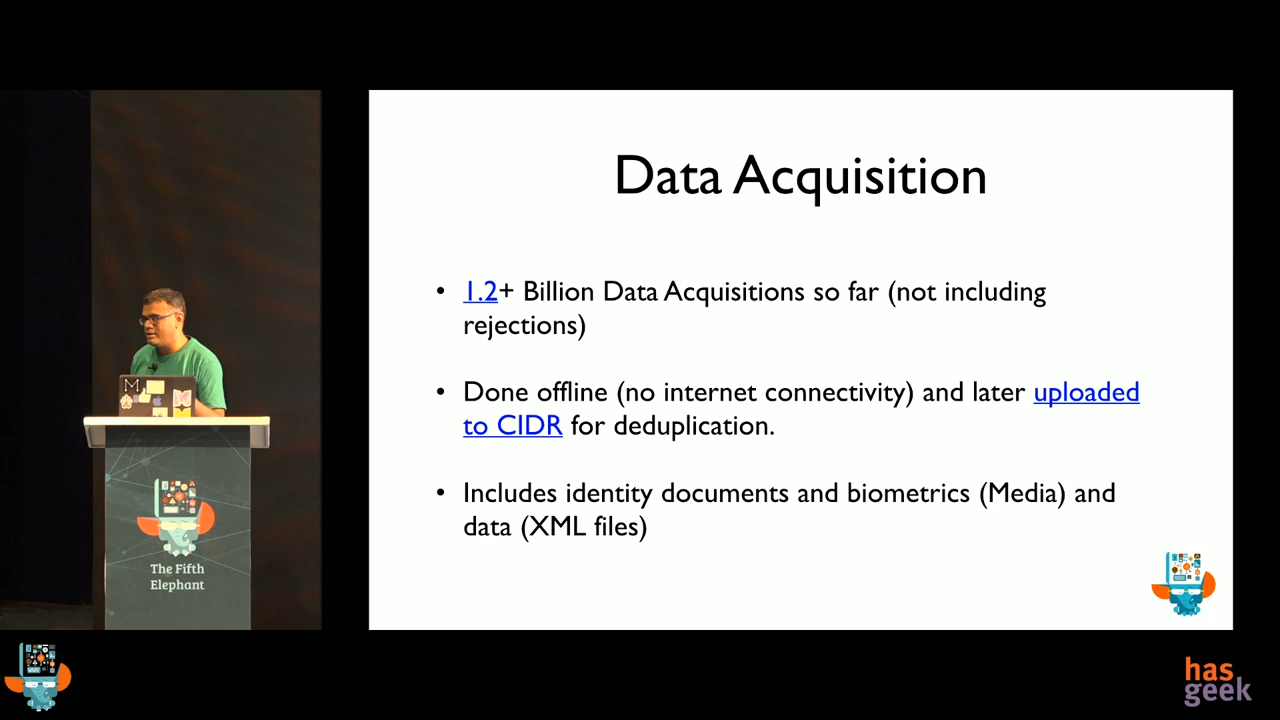 Data Acquisition
• 1.2+ Billion Data Acquisitions so far (not including
rejections)
• Done offline (no internet connectivity) and later uploaded
to CIDR for deduplication.
• Includes identity documents and biometrics (Media) and
data (XML files)
M
The Fifth
Elephant
has
geek